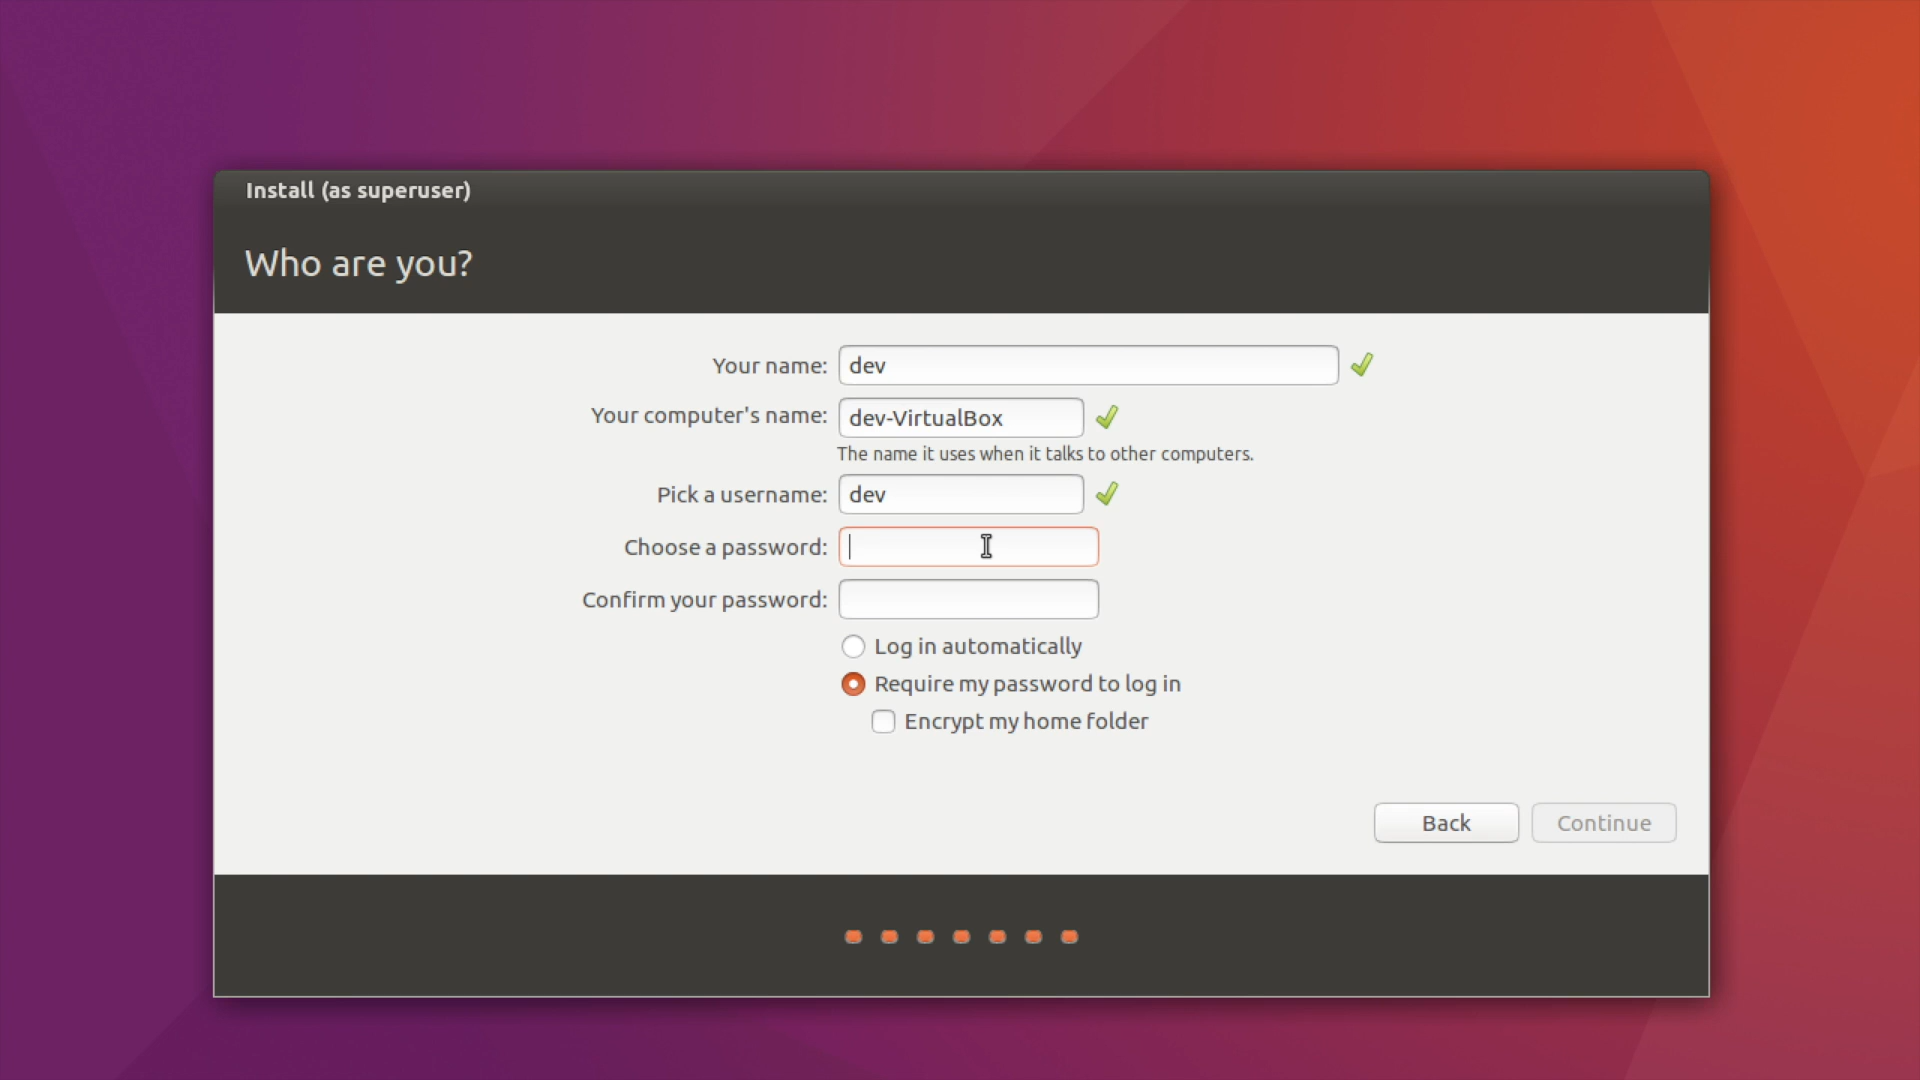 Install (as superuser)
Who are you?
Your name: dev
Your computer's name: dev-VirtualBox
The name it uses when it talks to other computers.
Pick a username: dev
Choose a password:
Confirm your password:
Log in automatically
Require my password to log in
Encrypt my home folder
Back Continue